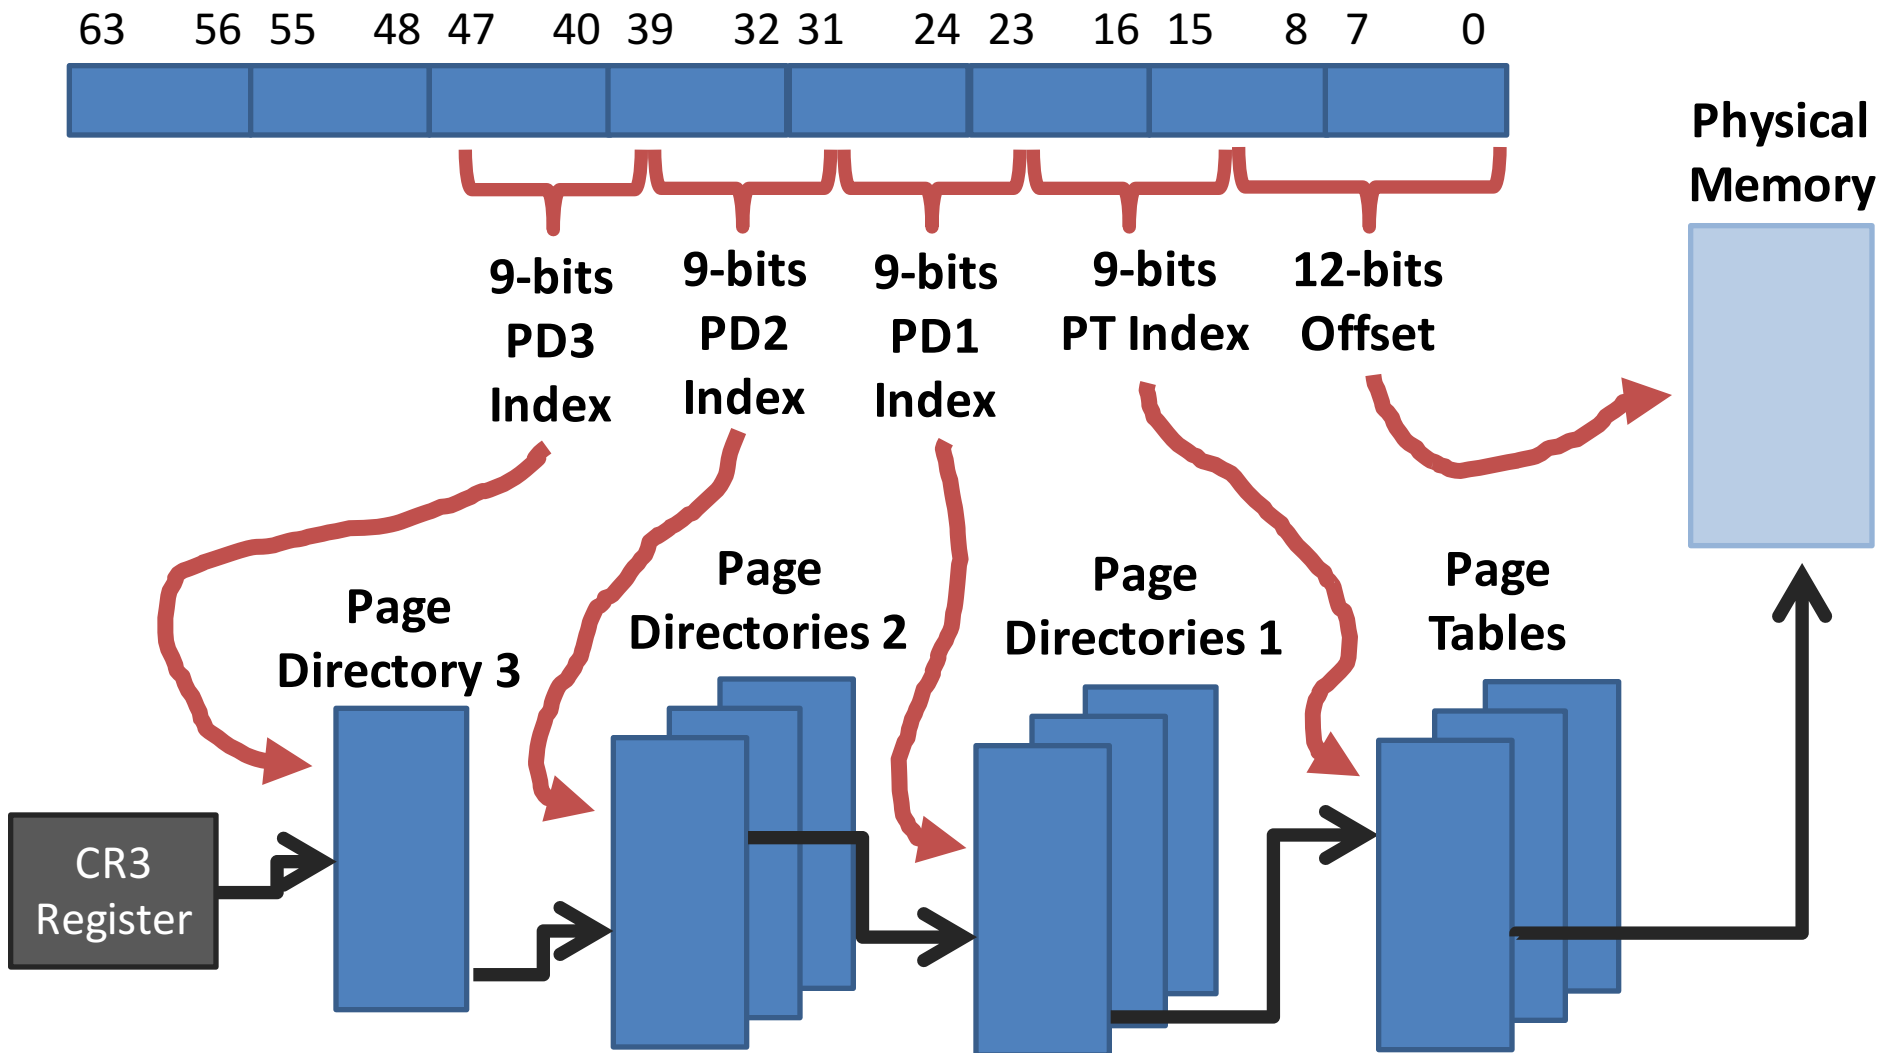 63 56 55 48 47 40 39 32 31 24 23 16 15 8 7 0
Physical
Memory
9-bits
PD3
Index
9-bits
PD2
Index
9-bits
PD1
Index
9-bits
PT Index
12-bits
Offset
Page
Directory 3
Page
Directories 2
Page
Directories 1
Page
Tables
CR3
Register